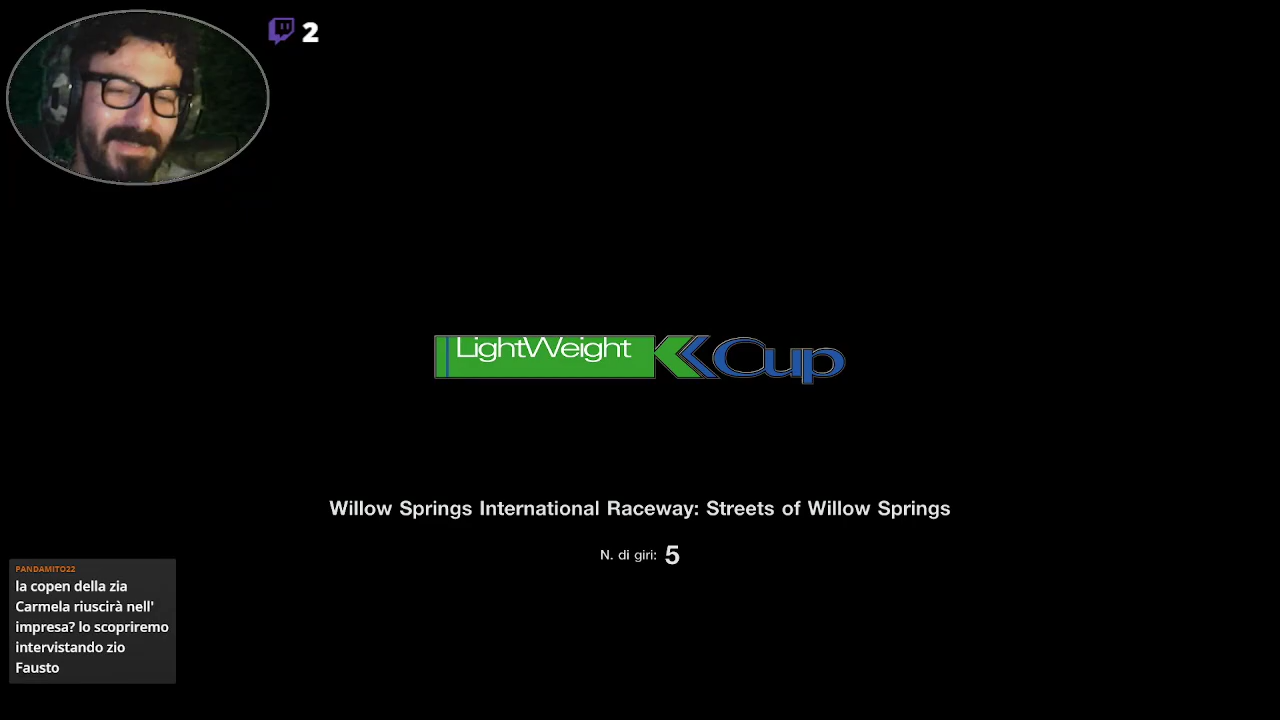 2
LightWeight K Cup
Willow Springs International Raceway: Streets of Willow Springs
N. di giri: 5
PANDAMITO22
la copen della zia
Carmela riuscirà nell'
impresa? lo scopriremo
intervistando zio
Fausto